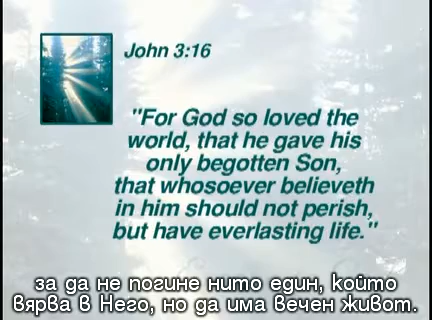 John 3:16
"For God so loved the
world, that he gave his
only begotten Son,
that whosoever believeth
in him should not perish,
but have everlasting life."
за да не погине нито един, който
вярва в Него, но да има вечен живот.